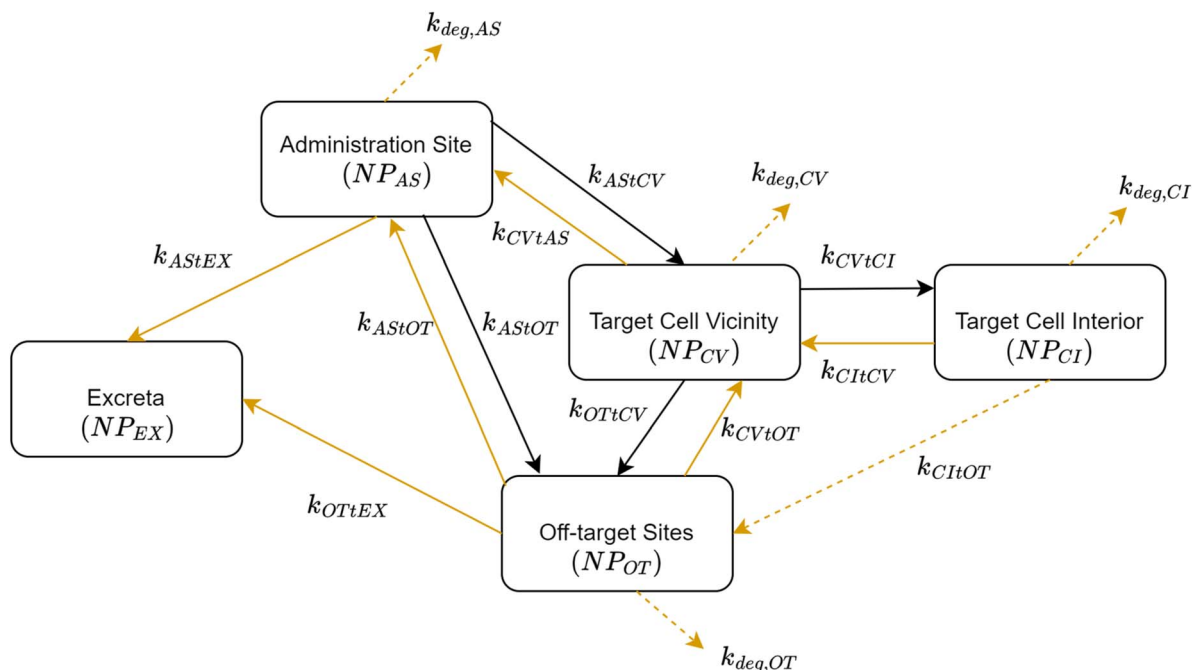 k_{deg,AS}
Administration Site
(NP_{AS})
k_{AStCV}
k_{deg,CV}
k_{deg,CI}
k_{CVtAS}
k_{AStEX}
k_{CVtCI}
k_{AStOT}
k_{AStOT}
Target Cell Vicinity
(NP_{CV})
Target Cell Interior
(NP_{CI})
k_{CItCV}
Excreta
(NP_{EX})
k_{OTtCV}
k_{CVtOT}
k_{CItOT}
k_{OTtEX}
Off-target Sites
(NP_{OT})
k_{deg,OT}